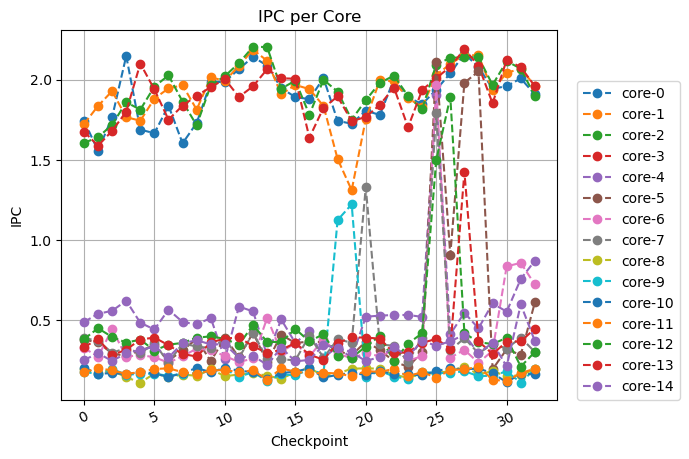 IPC per Core
IPC
2.0
1.5
1.0
0.5
0
5
10
15
20
25
30
Checkpoint
core-0
core-1
core-2
core-3
core-4
core-5
core-6
core-7
core-8
core-9
core-10
core-11
core-12
core-13
core-14